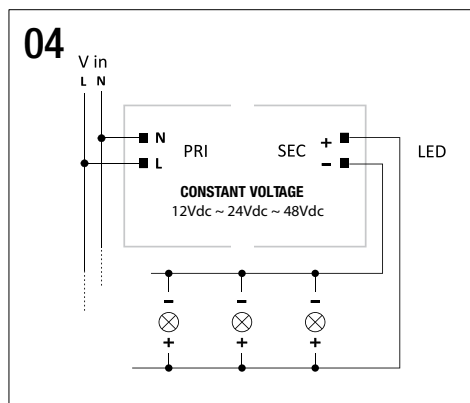 04
V in
L N
N PRI SEC + LED
L -
CONSTANT VOLTAGE
12Vdc ~ 24Vdc ~ 48Vdc
- - -
+ + +